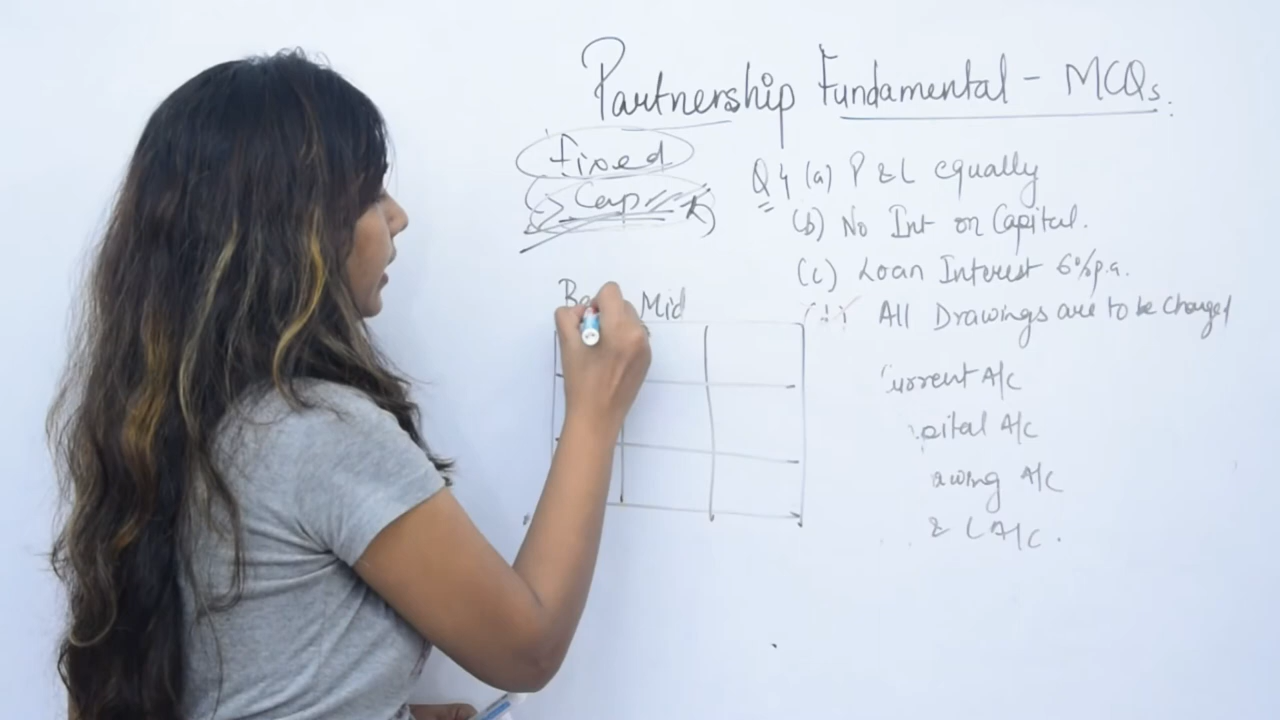 Partnership Fundamental - MCQs.
fixed
Cap
Q4 (a) P & L equally
(b) No Int on Capital.
(c) Loan Interest 6% p.a.
All Drawings are to be charged
Mid
urrent A/c
pital A/c
awing A/c
& L A/c.